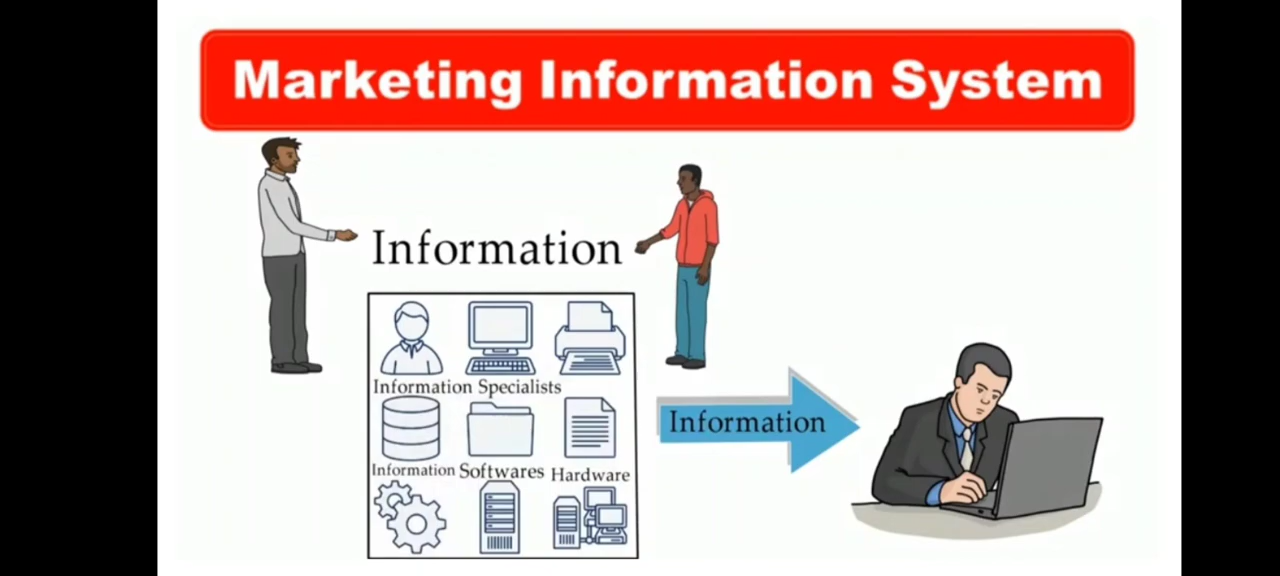 Marketing Information System
Information
Information Specialists
Information Softwares Hardware
Information